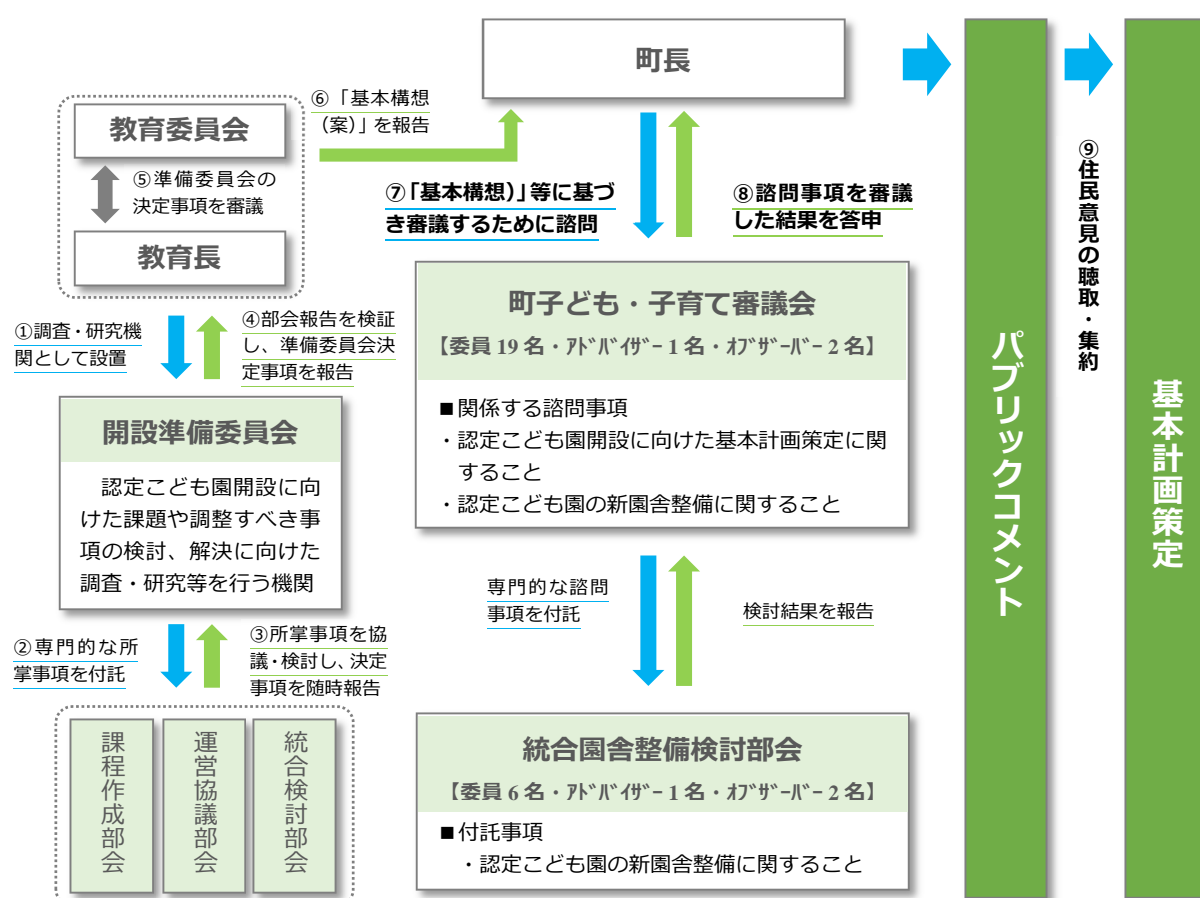 町長
⑥「基本構想
（案）」を報告
教育委員会
⑤準備委員会の
決定事項を審議
教育長
⑦「基本構想）」等に基づ
き審議するために諮問
⑧諮問事項を審議
した結果を答申
①調査・研究機
関として設置
④部会報告を検証
し、準備委員会決
定事項を報告
開設準備委員会
認定こども園開設に向
けた課題や調整すべき事
項の検討、解決に向けた
調査・研究等を行う機関
②専門的な所
掌事項を付託
③所掌事項を協
議・検討し、決定
事項を随時報告
課程作成部会
運営協議部会
統合検討部会
町子ども・子育て審議会
【委員 19 名・ｱﾄﾞﾊﾞｲｻﾞｰ 1 名・ｵﾌﾞｻﾞｰﾊﾞｰ 2 名】
■関係する諮問事項
・認定こども園開設に向けた基本計画策定に関
すること
・認定こども園の新園舎整備に関すること
専門的な諮問
事項を付託
検討結果を報告
統合園舎整備検討部会
【委員 6 名・ｱﾄﾞﾊﾞｲｻﾞｰ 1 名・ｵﾌﾞｻﾞｰﾊﾞｰ 2 名】
■付託事項
・認定こども園の新園舎整備に関すること
パブリックコメント
⑨住民意見の聴取・集約
基本計画策定